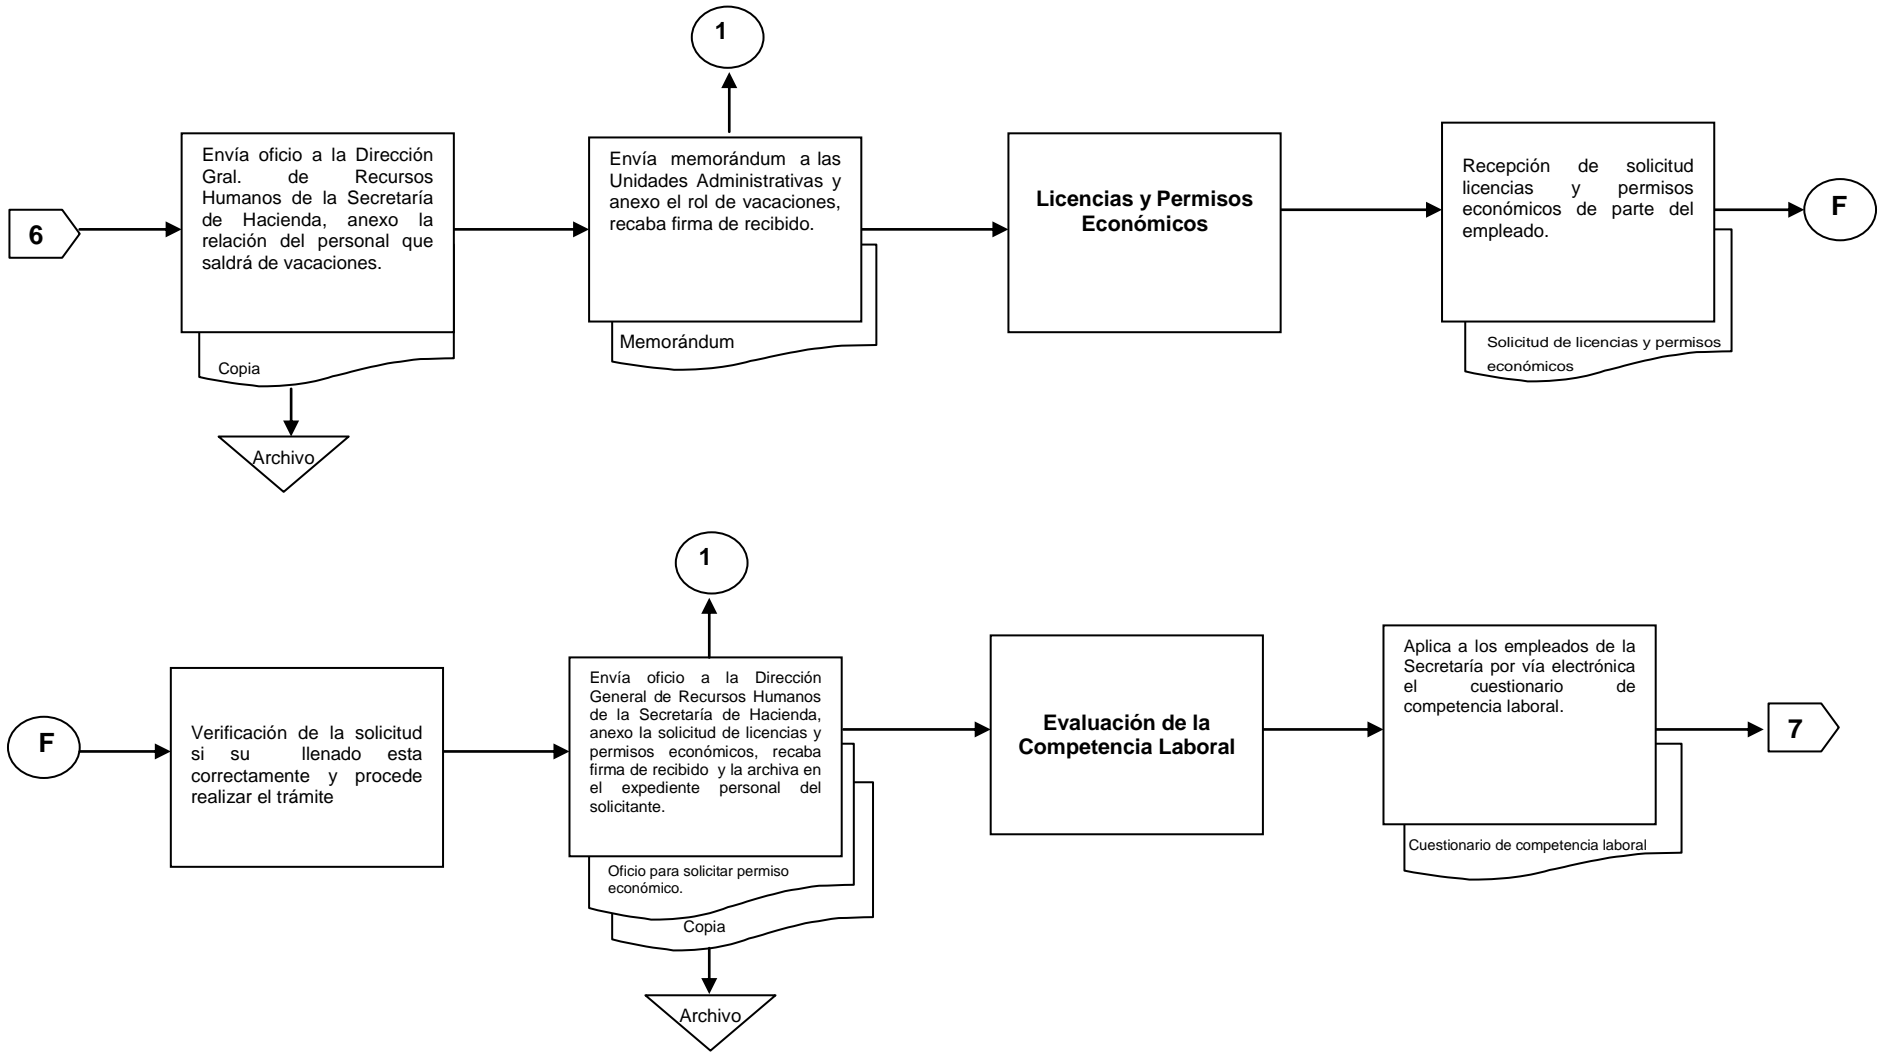 1
6
Envía oficio a la Dirección
Gral. de Recursos
Humanos de la Secretaría
de Hacienda, anexo la
relación del personal que
saldrá de vacaciones.
Copia
Archivo
Envía memorándum a las
Unidades Administrativas y
anexo el rol de vacaciones,
recaba firma de recibido.
Memorándum
Licencias y Permisos
Económicos
Recepción de solicitud
licencias y permisos
económicos de parte del
empleado.
Solicitud de licencias y permisos
económicos
F
1
F
Verificación de la solicitud
si su llenado esta
correctamente y procede
realizar el trámite
Envía oficio a la Dirección
General de Recursos Humanos
de la Secretaría de Hacienda,
anexo la solicitud de licencias y
permisos económicos, recaba
firma de recibido y la archiva en
el expediente personal del
solicitante.
Oficio para solicitar permiso
económico.
Copia
Archivo
Evaluación de la
Competencia Laboral
Aplica a los empleados de la
Secretaría por vía electrónica
el cuestionario de
competencia laboral.
Cuestionario de competencia laboral
7